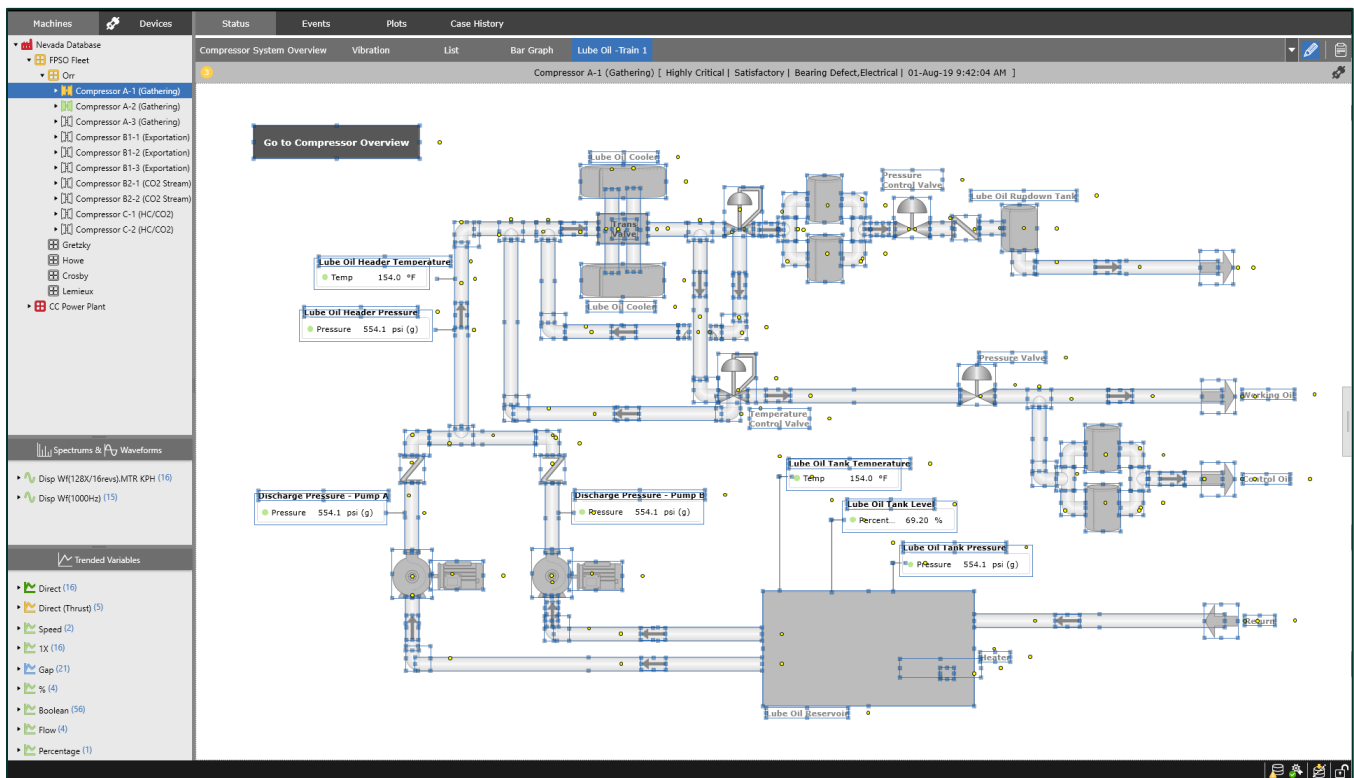 Machines Devices Status Events Plots Case History
Nevada Database
FPSO Fleet
Orr
Compressor A-1 (Gathering)
Compressor A-2 (Gathering)
Compressor A-3 (Gathering)
Compressor B1-1 (Exportation)
Compressor B1-2 (Exportation)
Compressor B1-3 (Exportation)
Compressor B2-1 (CO2 Stream)
Compressor B2-2 (CO2 Stream)
Compressor C-1 (HC/CO2)
Compressor C-2 (HC/CO2)
Gretzky
Howe
Crosby
Lemieux
CC Power Plant
Spectrums & Waveforms
Disp Wf(128X/16revs).MTR KPH (16)
Disp Wf(1000Hz) (15)
Trended Variables
Direct (16)
Direct (Thrust) (5)
Speed (2)
1X (16)
Gap (21)
% (4)
Boolean (56)
Flow (4)
Percentage (1)
Compressor System Overview Vibration List Bar Graph Lube Oil -Train 1
3 Compressor A-1 (Gathering) [ Highly Critical | Satisfactory | Bearing Defect,Electrical | 01-Aug-19 9:42:04 AM ]
Go to Compressor Overview
Lube Oil Cooler
Pressure
Control Valve
Lube Oil Rundown Tank
Trans
Valve
Lube Oil Header Temperature
Temp 154.0 °F
Lube Oil Cooler
Lube Oil Header Pressure
Pressure 554.1 psi (g)
Pressure Valve
Working Oil
Temperature
Control Valve
Lube Oil Tank Temperature
Temp 154.0 °F
Control Oil
Discharge Pressure - Pump A
Pressure 554.1 psi (g)
Discharge Pressure - Pump B
Pressure 554.1 psi (g)
Lube Oil Tank Level
Percent... 69.20 %
Lube Oil Tank Pressure
Pressure 554.1 psi (g)
Return
Heater
Lube Oil Reservoir